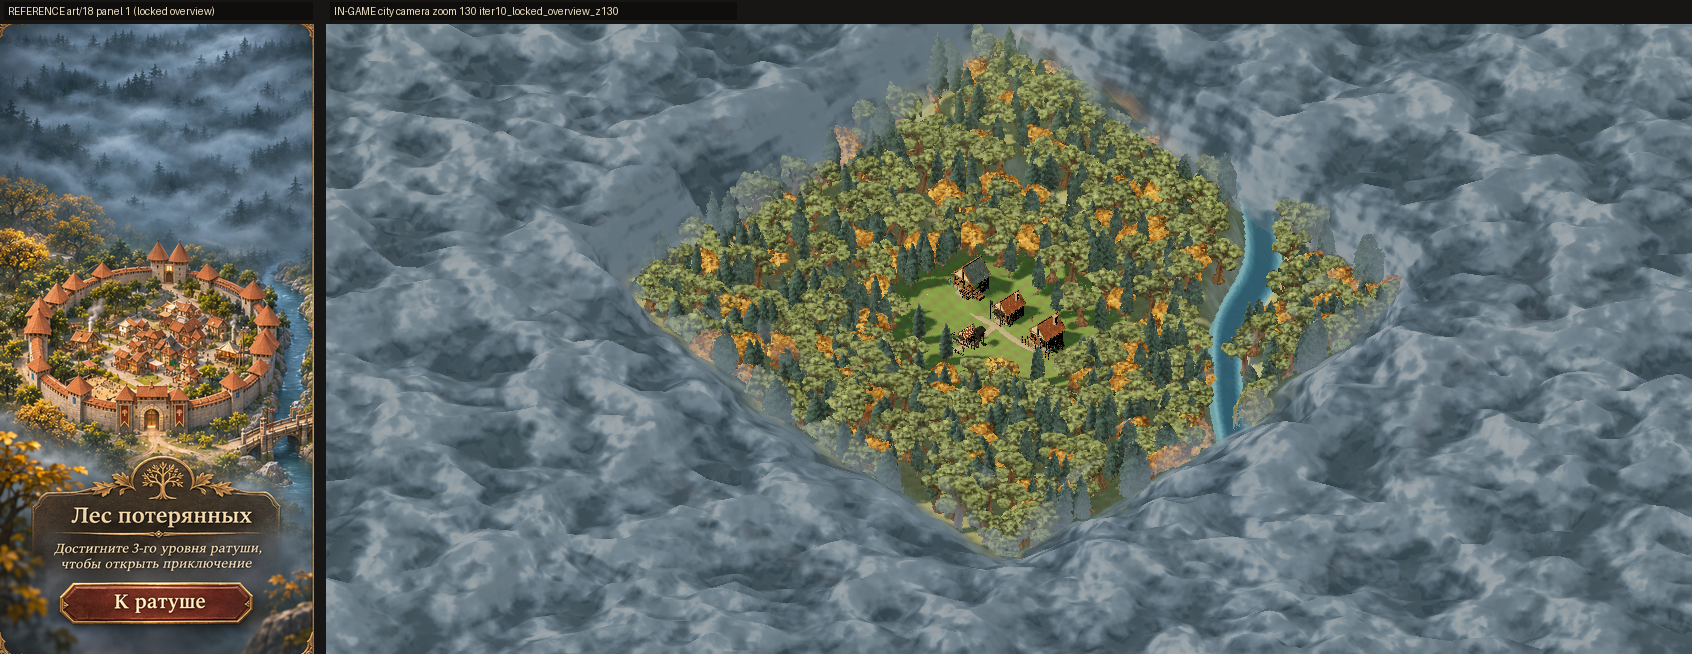 REFERENCE art/18 panel 1 (locked overview)
IN-GAME city camera zoom 130 iter10_locked_overview_z130
Лес потерянных
Достигните 3-го уровня ратуши,
чтобы открыть приключение
К ратуше